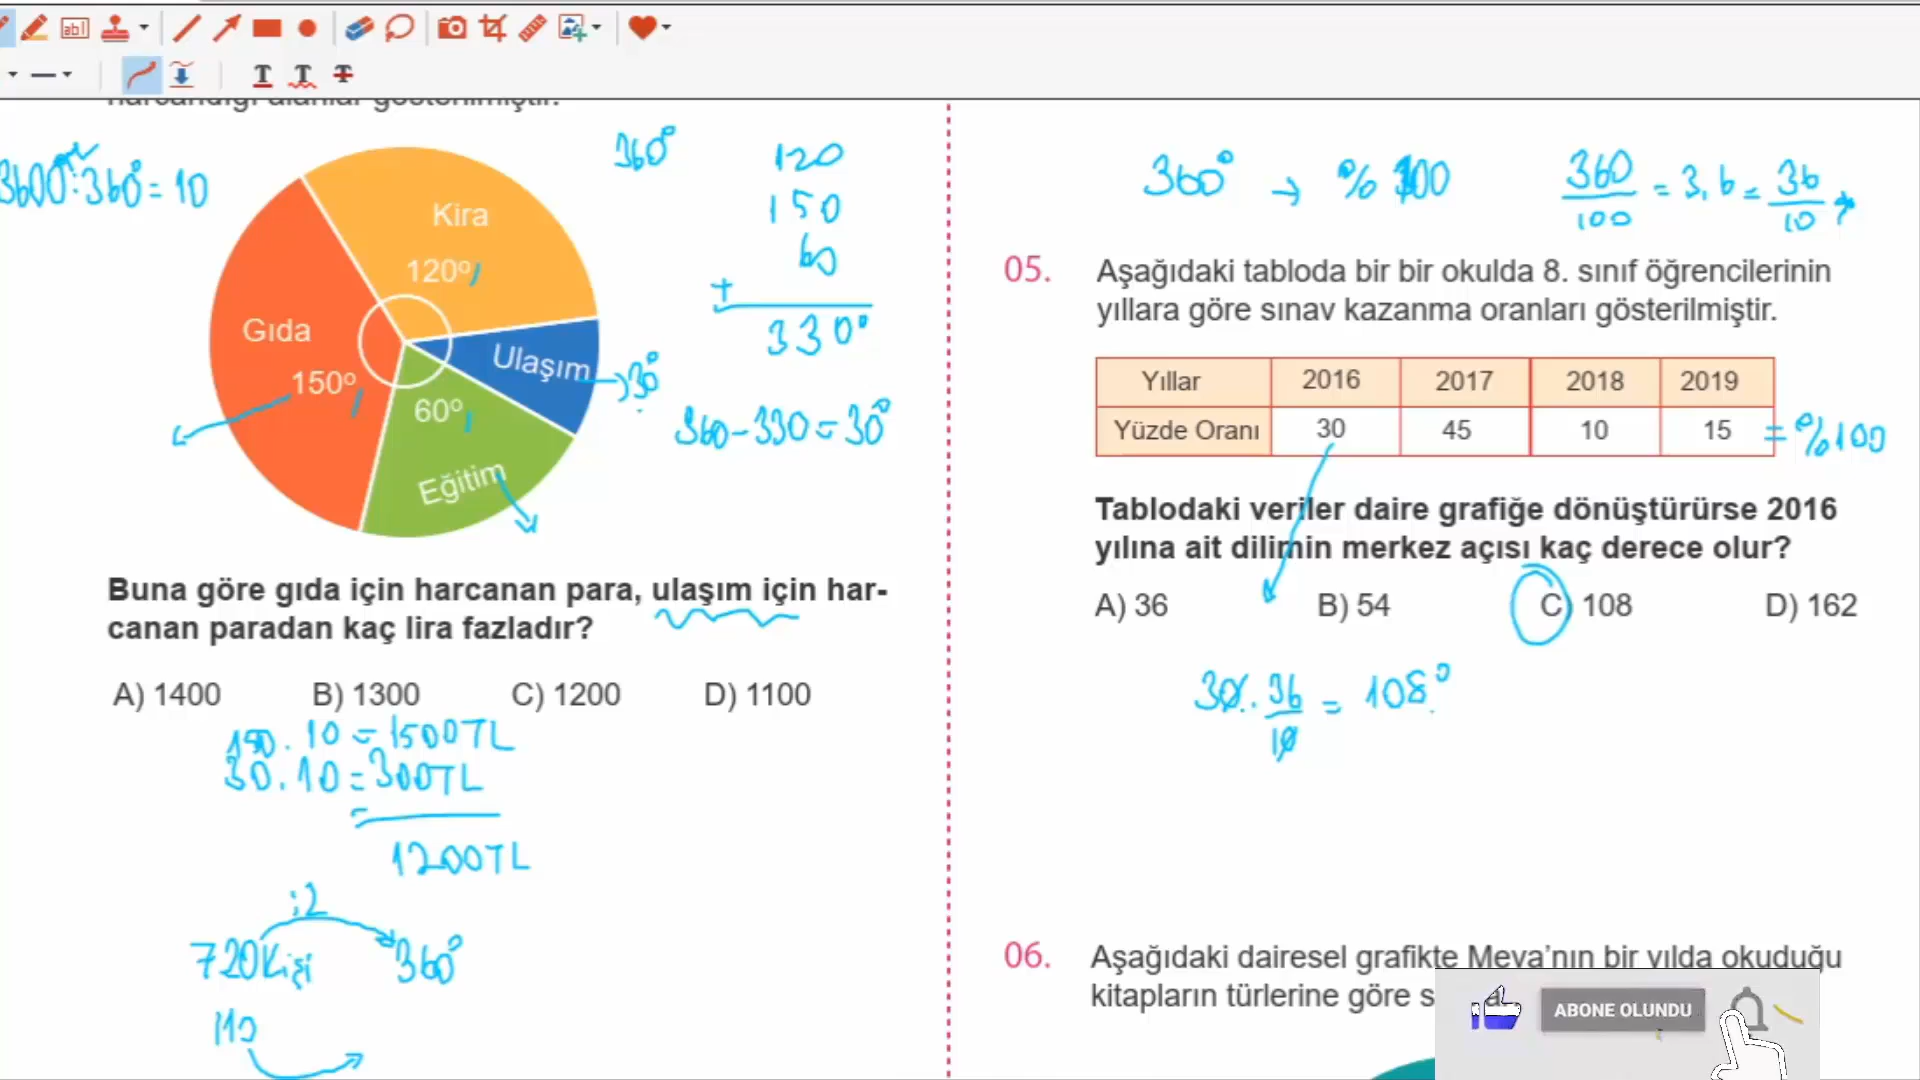 3600 : 360° = 10
Kira
120°
Gıda
150°
Ulaşım
30°
60°
Eğitim
360°
120
150
60
+
330°
360 - 330 = 30°
Buna göre gıda için harcanan para, ulaşım için har-
canan paradan kaç lira fazladır?
A) 1400 B) 1300 C) 1200 D) 1100
150 . 10 = 1500TL
30 . 10 = 300TL
1200TL
:2
720Kişi 360°
110
360° → % 100
360/100 = 3,6 = 36/10
05. Aşağıdaki tabloda bir bir okulda 8. sınıf öğrencilerinin
yıllara göre sınav kazanma oranları gösterilmiştir.
Yıllar 2016 2017 2018 2019
Yüzde Oranı 30 45 10 15 = %100
Tablodaki veriler daire grafiğe dönüştürürse 2016
yılına ait dilimin merkez açısı kaç derece olur?
A) 36 B) 54 C) 108 D) 162
30 . 36/10 = 108°
06. Aşağıdaki dairesel grafikte Meva’nın bir yılda okuduğu
kitapların türlerine göre
ABONE OLUNDU